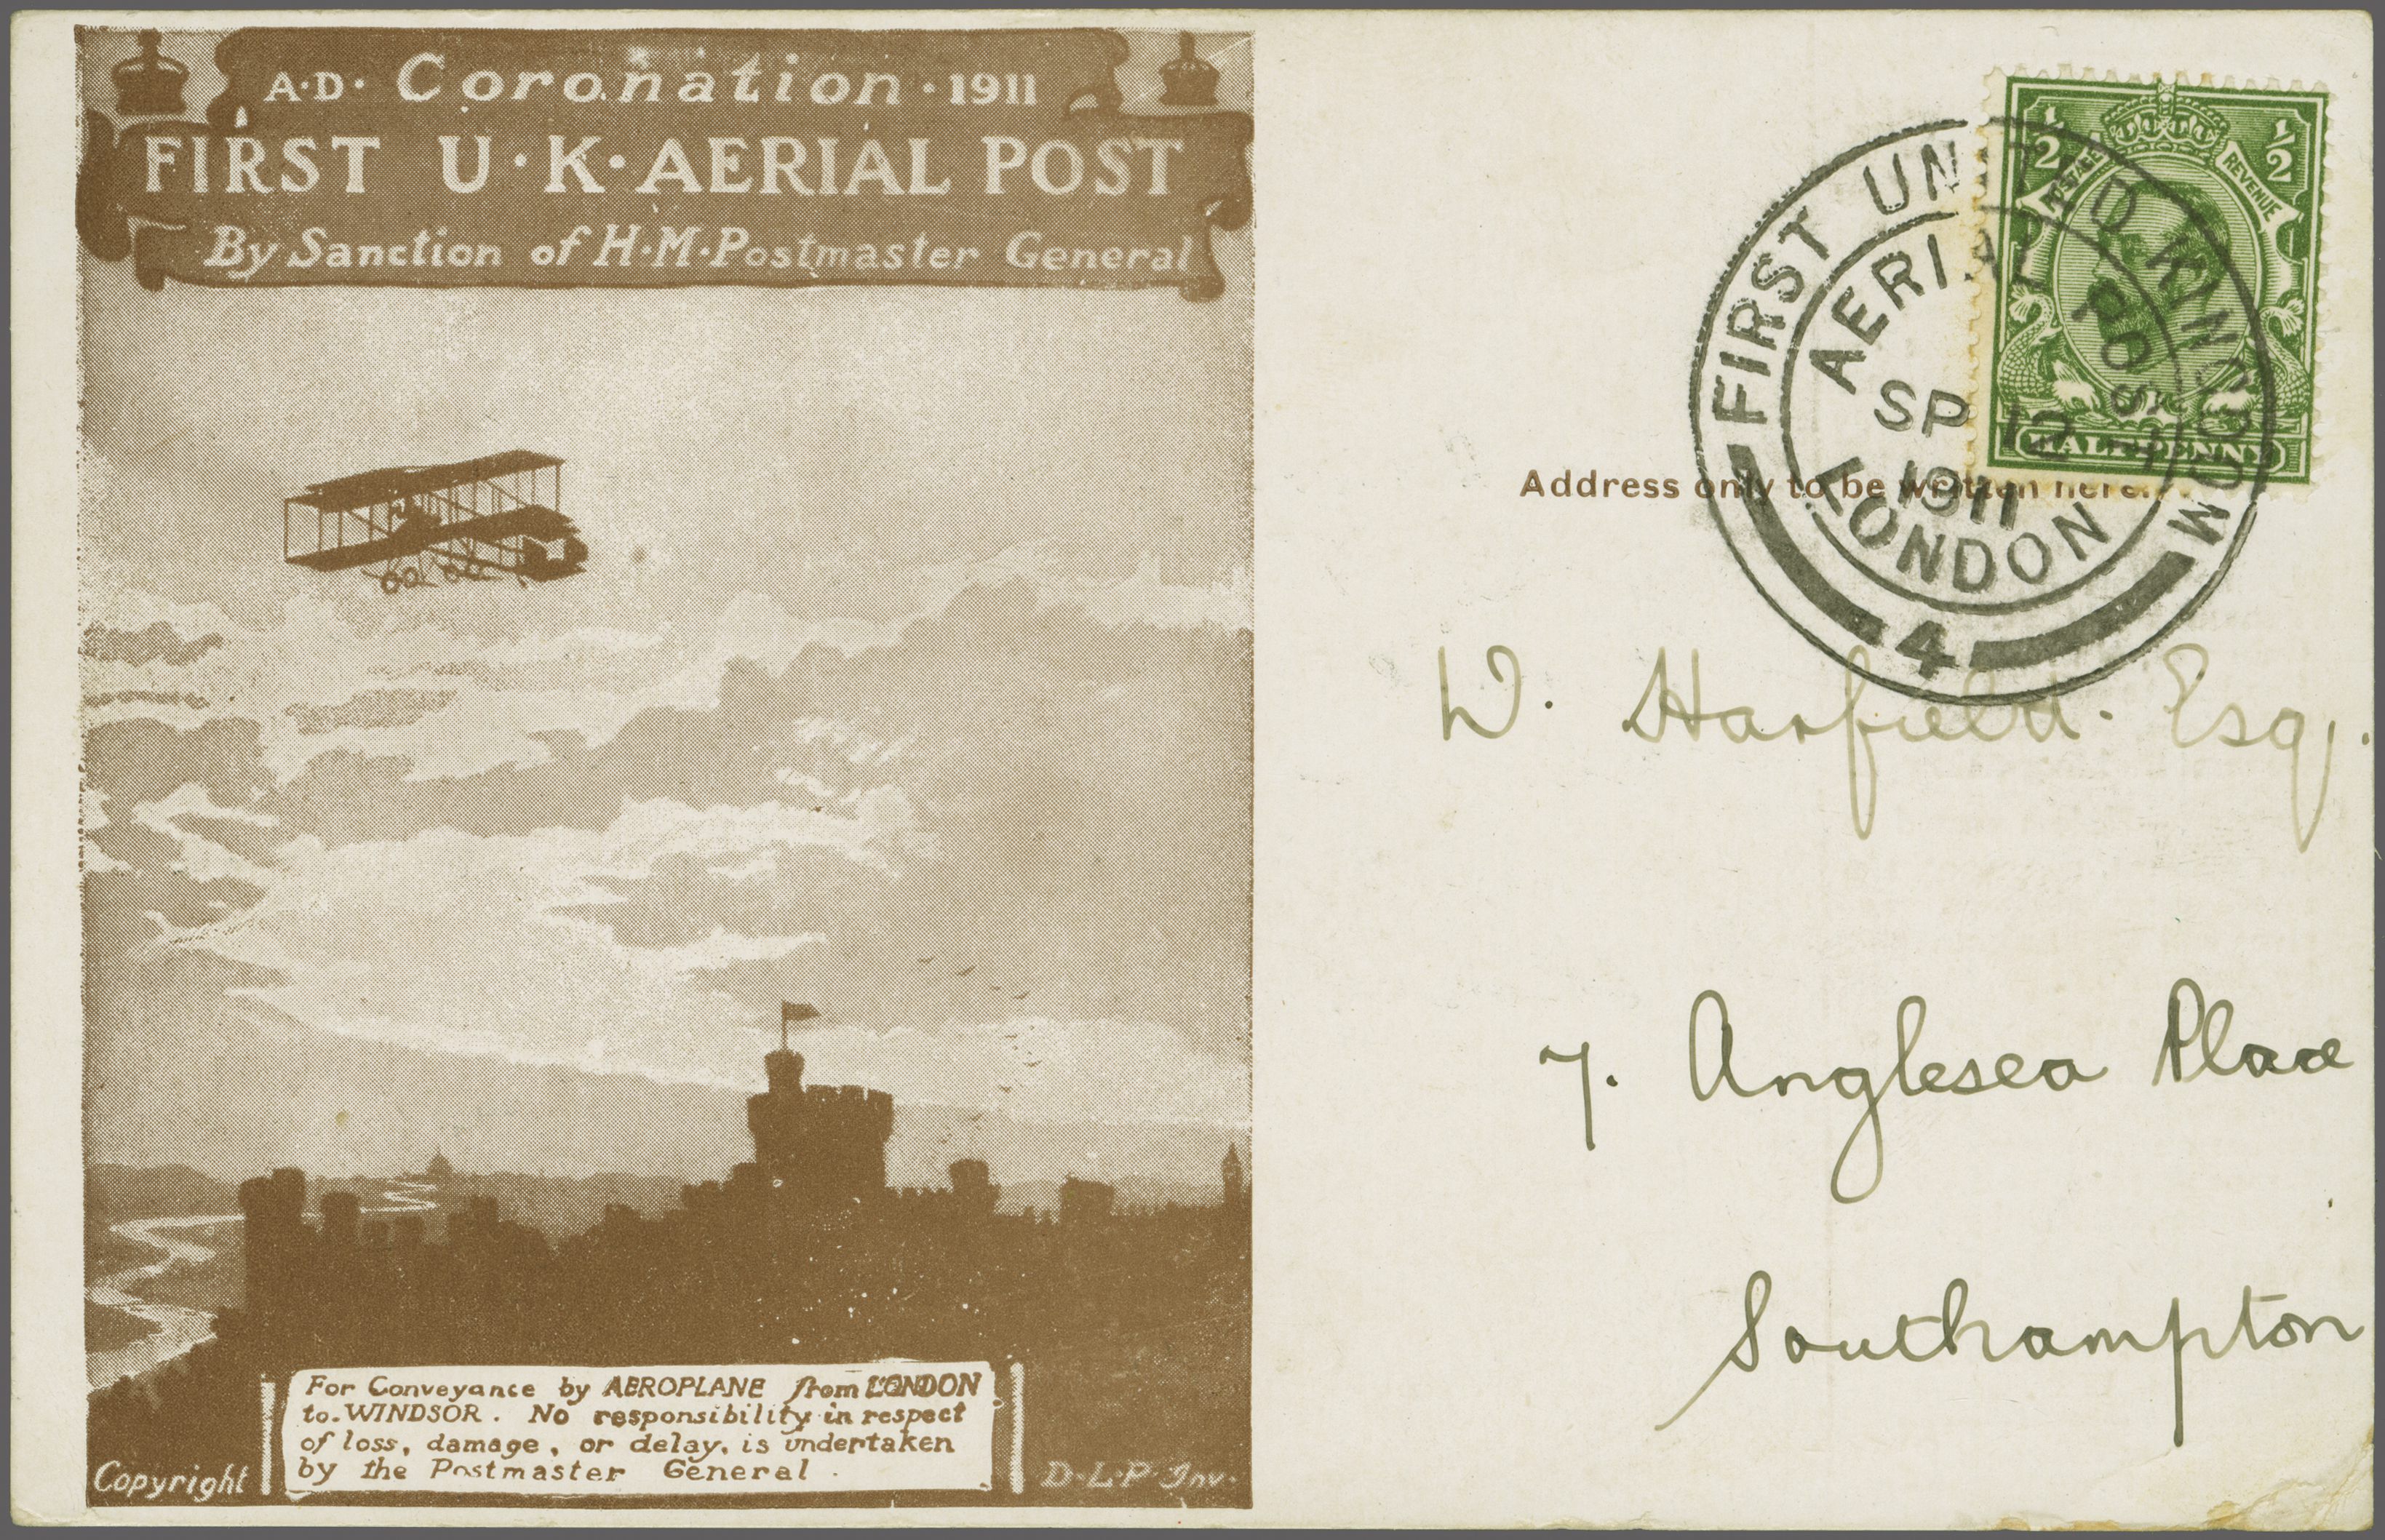 A·D· Coronation · 1911
FIRST U·K·AERIAL POST
By Sanction of H·M·Postmaster General
For Conveyance by AEROPLANE from LONDON
to WINDSOR. No responsibility in respect
of loss, damage, or delay, is undertaken
by the Postmaster General.
Copyright
D·L·P· Inv.
½ ½
POSTAGE REVENUE
HALFPENNY
FIRST UNITED KINGDOM
AERIAL POST
SP 12
1911
LONDON
4
Address only to be written here.
W. Harfield. Esq.
7. Anglesea Place
Southampton